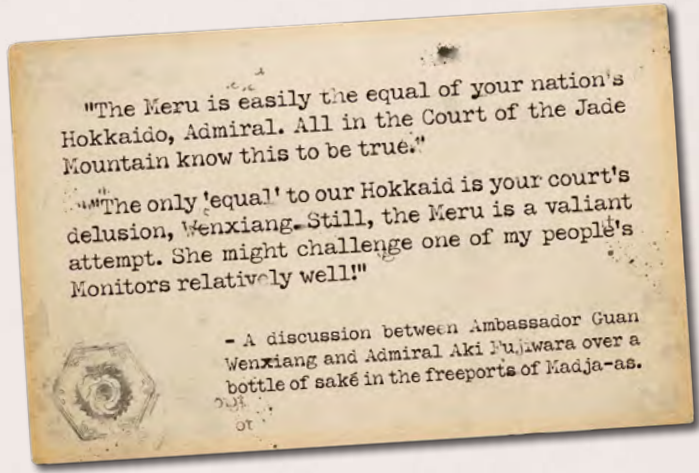 "The Meru is easily the equal of your nation's
Hokkaido, Admiral. All in the Court of the Jade
Mountain know this to be true."
"The only 'equal' to our Hokkaid is your court's
delusion, Wenxiang. Still, the Meru is a valiant
attempt. She might challenge one of my people's
Monitors relatively well!"
- A discussion between Ambassador Guan
Wenxiang and Admiral Aki Fujiwara over a
bottle of saké in the freeports of Madja-as.